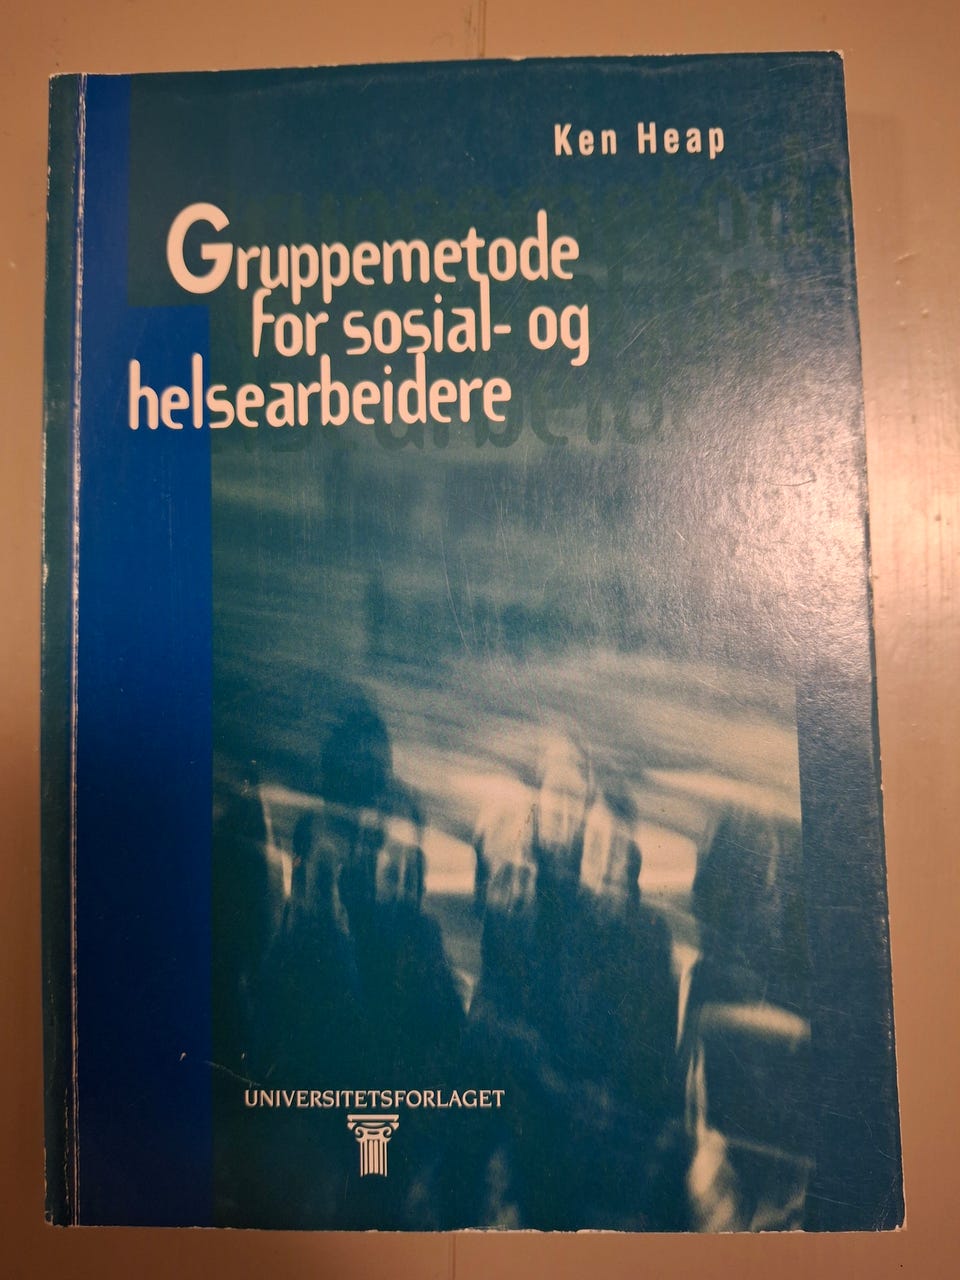 Ken Heap
Gruppemetode
for sosial- og
helsearbeidere
UNIVERSITETSFORLAGET